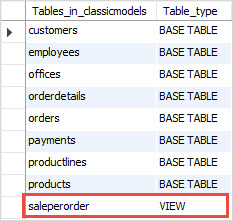 Tables_in_classicmodels Table_type
customers BASE TABLE
employees BASE TABLE
offices BASE TABLE
orderdetails BASE TABLE
orders BASE TABLE
payments BASE TABLE
productlines BASE TABLE
products BASE TABLE
saleperorder VIEW